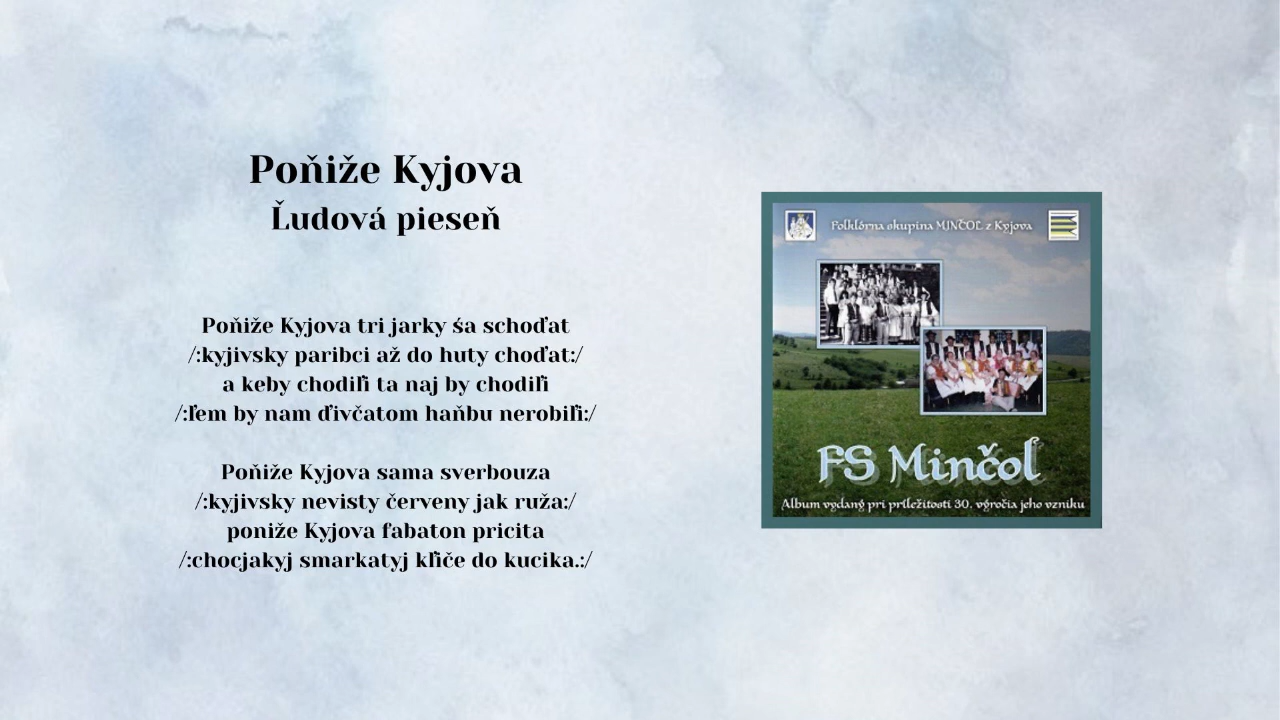 Poňiže Kyjova
Ľudová pieseň
Poňiže Kyjova tri jarky śa schoďat
/:kyjivsky paribci až do huty choďat:/
a keby chodiľi ta naj by chodiľi
/:ľem by nam ďivčatom haňbu nerobiľi:/
Poňiže Kyjova sama sverbouza
/:kyjivsky nevisty červeny jak ruža:/
poniže Kyjova fabaton pricita
/:chocjakyj smarkatyj kľiče do kucika.:/
Folklórna skupina MINČOĽ z Kyjova
FS Minčoľ
Album vydaný pri príležitosti 30. výročia jeho vzniku